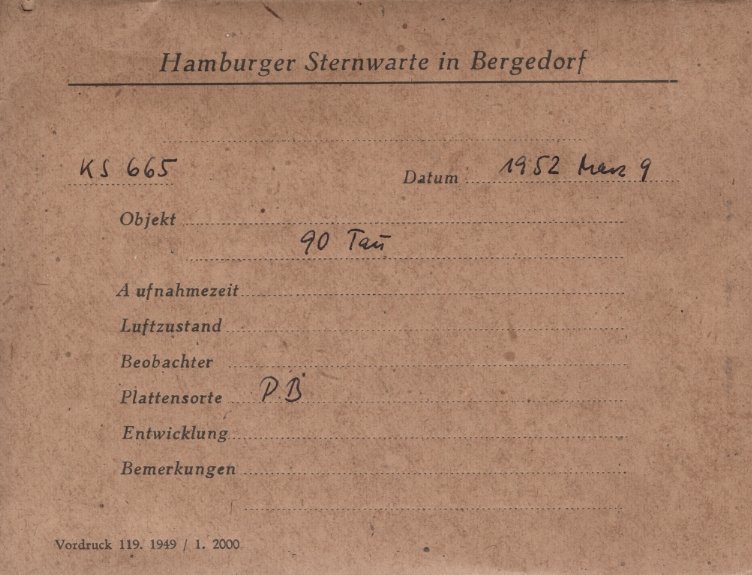 Hamburger Sternwarte in Bergedorf
KS 665 Datum 1952 März 9
Objekt
90 Tau
Aufnahmezeit
Luftzustand
Beobachter
Plattensorte P.B
Entwicklung
Bemerkungen
Vordruck 119. 1949 / 1. 2000